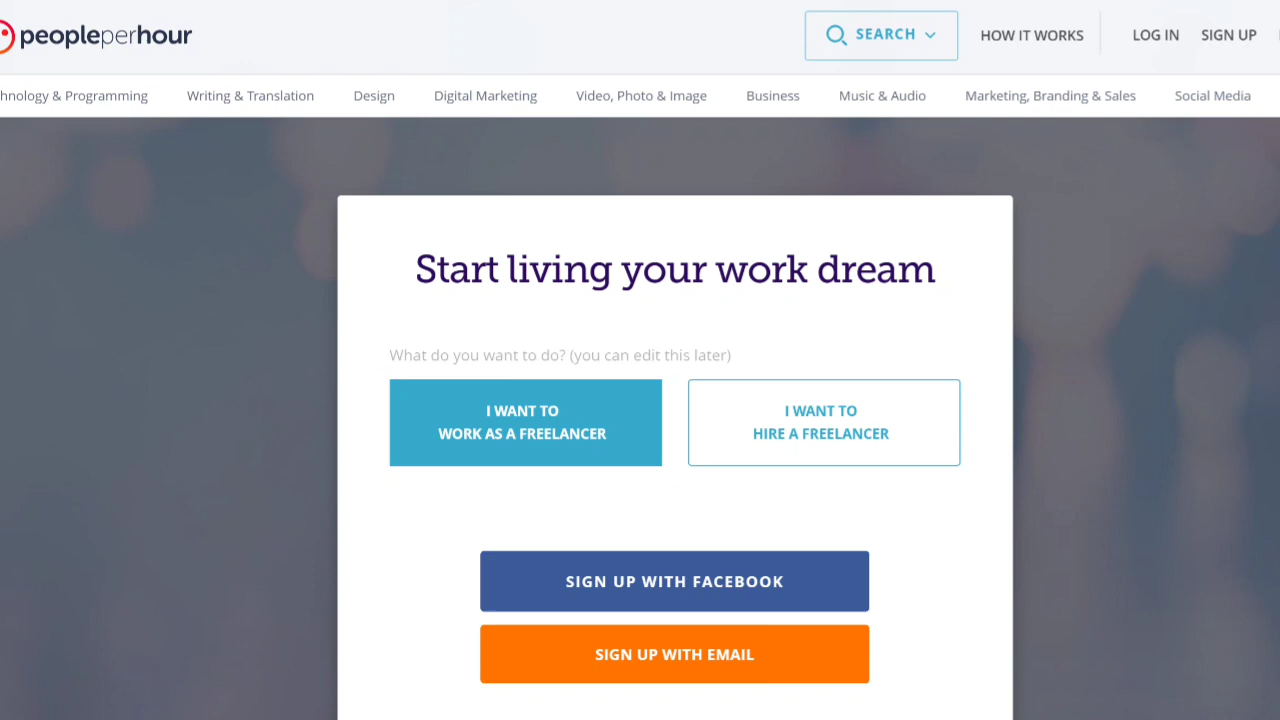 peopleperhour
SEARCH
HOW IT WORKS
LOG IN
SIGN UP
hnology & Programming
Writing & Translation
Design
Digital Marketing
Video, Photo & Image
Business
Music & Audio
Marketing, Branding & Sales
Social Media
Start living your work dream
What do you want to do? (you can edit this later)
I WANT TO
WORK AS A FREELANCER
I WANT TO
HIRE A FREELANCER
SIGN UP WITH FACEBOOK
SIGN UP WITH EMAIL